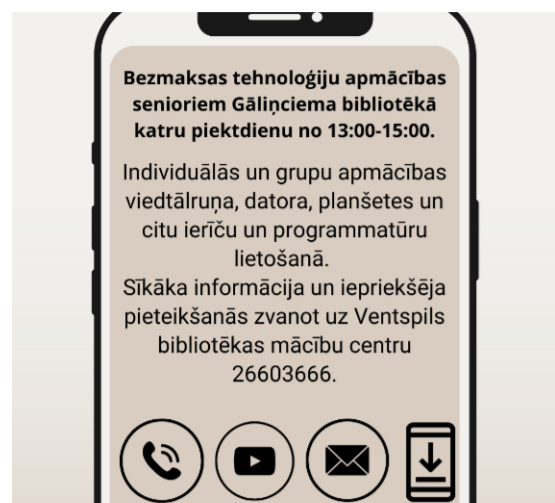 Bezmaksas tehnoloģiju apmācības
senioriem Gāliņciema bibliotēkā
katru piektdienu no 13:00-15:00.
Individuālās un grupu apmācības
viedtālruņa, datora, planšetes un
citu ierīču un programmatūru
lietošanā.
Sīkāka informācija un iepriekšēja
pieteikšanās zvanot uz Ventspils
bibliotēkas mācību centru
26603666.